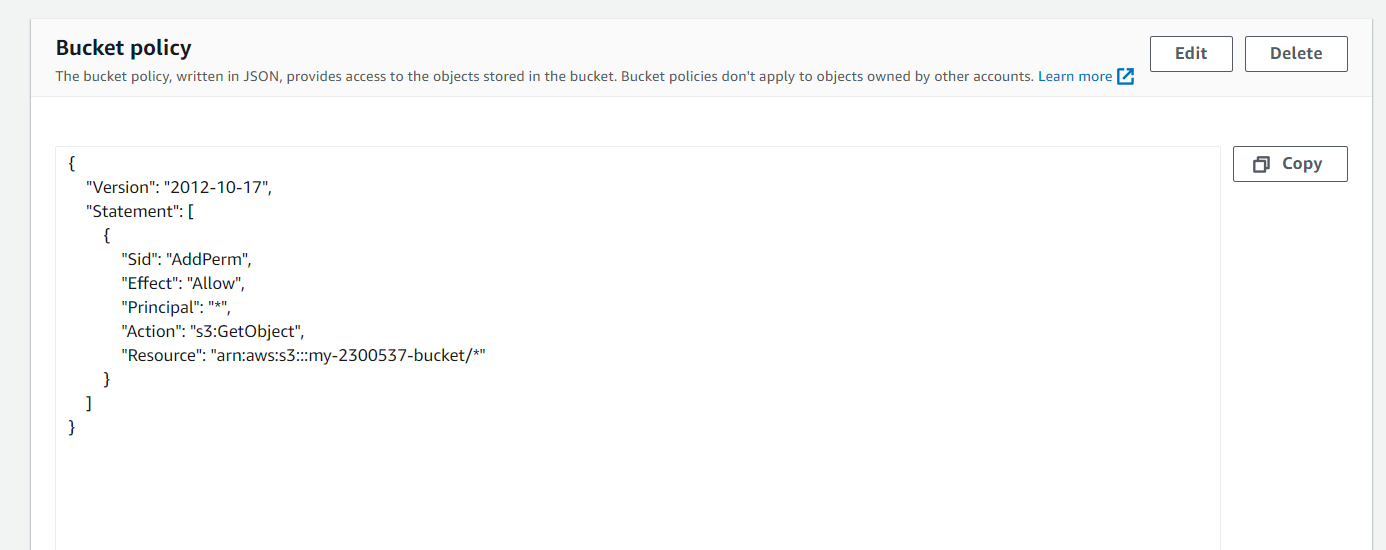 Bucket policy
Edit
Delete
The bucket policy, written in JSON, provides access to the objects stored in the bucket. Bucket policies don't apply to objects owned by other accounts. Learn more
Copy
{
"Version": "2012-10-17",
"Statement": [
{
"Sid": "AddPerm",
"Effect": "Allow",
"Principal": "*",
"Action": "s3:GetObject",
"Resource": "arn:aws:s3:::my-2300537-bucket/*"
}
]
}